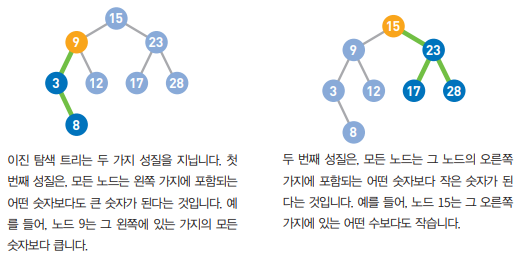 15
9
23
3
12
17
28
8
이진 탐색 트리는 두 가지 성질을 지닙니다. 첫
번째 성질은, 모든 노드는 왼쪽 가지에 포함되는
어떤 숫자보다도 큰 숫자가 된다는 것입니다. 예
를 들어, 노드 9는 그 왼쪽에 있는 가지의 모든
숫자보다 큽니다.
15
9
23
3
12
17
28
8
두 번째 성질은, 모든 노드는 그 노드의 오른쪽
가지에 포함되는 어떤 숫자보다 작은 숫자가 된
다는 것입니다. 예를 들어, 노드 15는 그 오른쪽
가지에 있는 어떤 수보다도 작습니다.